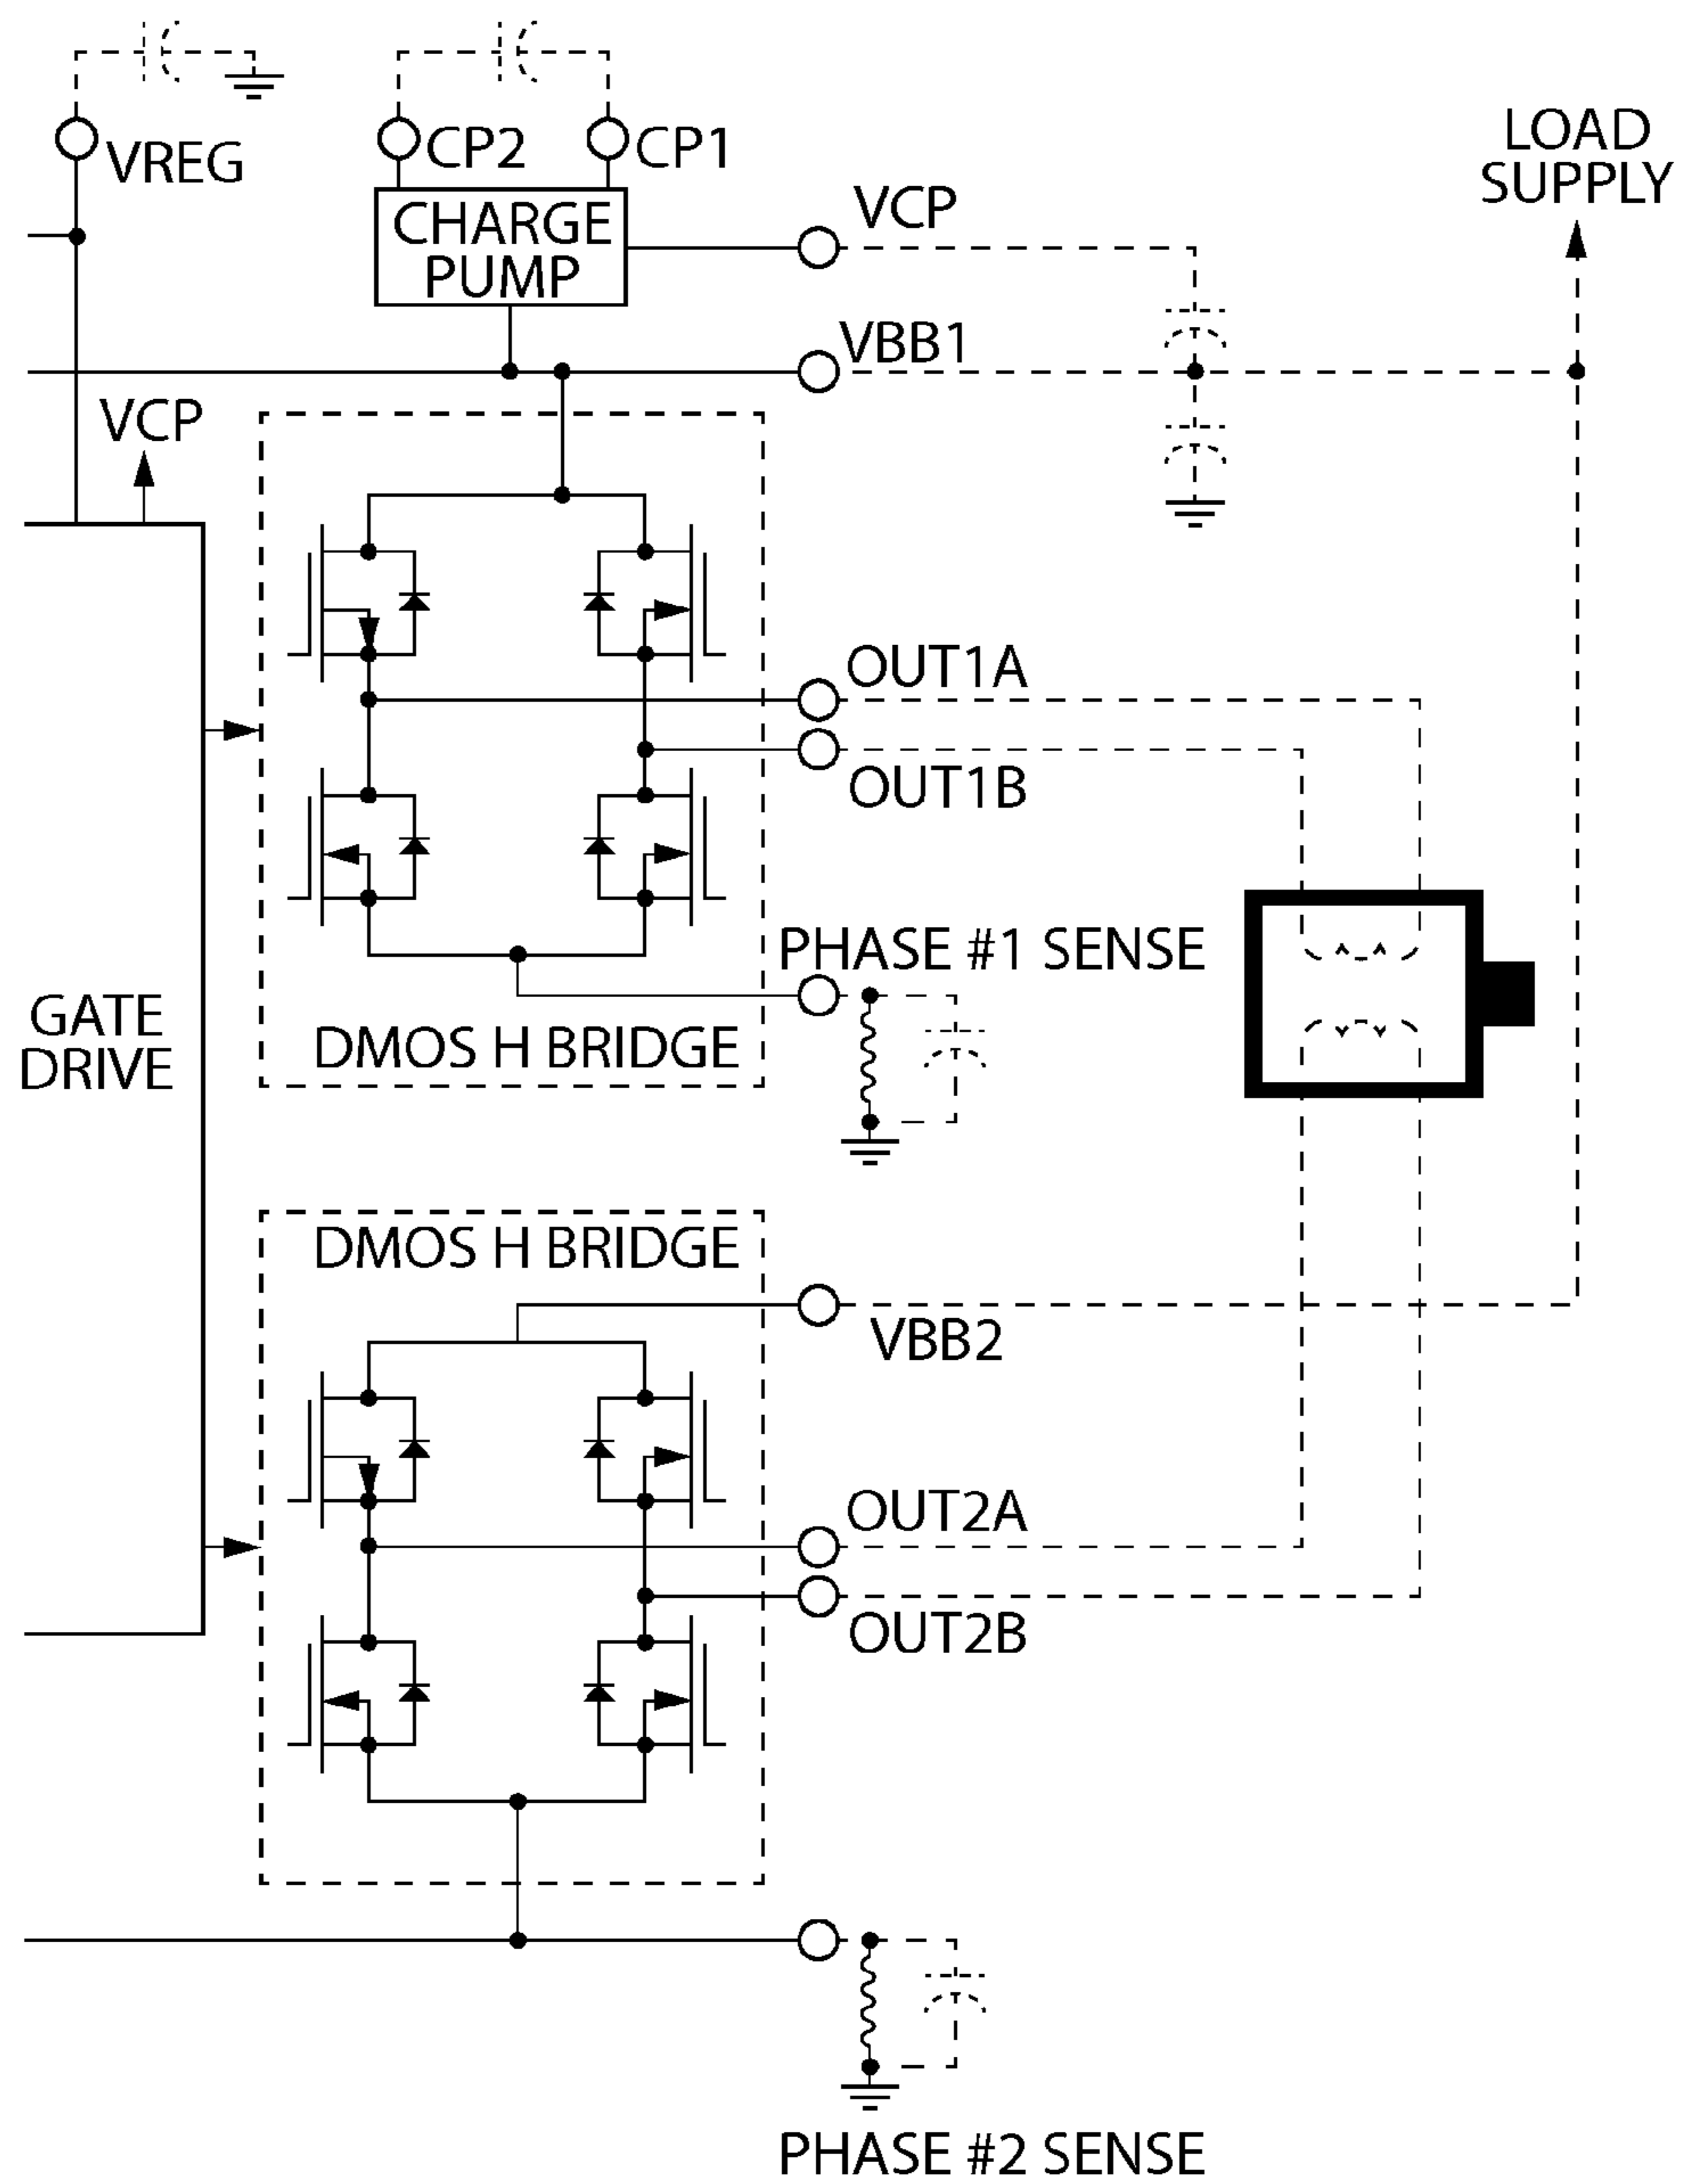 VREG
CP2
CP1
LOAD
SUPPLY
CHARGE
PUMP
VCP
VBB1
VCP
OUT1A
OUT1B
PHASE #1 SENSE
GATE
DRIVE
DMOS H BRIDGE
DMOS H BRIDGE
VBB2
OUT2A
OUT2B
PHASE #2 SENSE